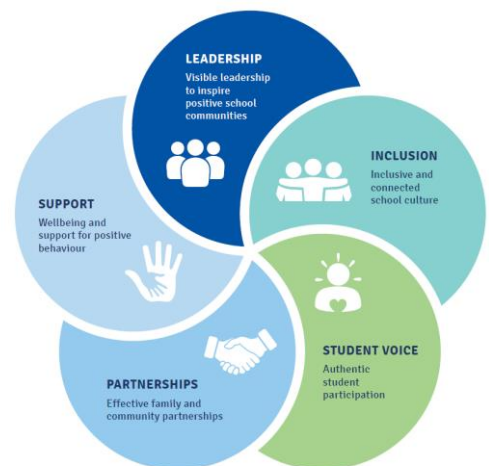 LEADERSHIP
Visible leadership
to inspire
positive school
communities
INCLUSION
Inclusive and
connected
school culture
STUDENT VOICE
Authentic
student
participation
PARTNERSHIPS
Effective family and
community partnerships
SUPPORT
Wellbeing and
support for positive
behaviour